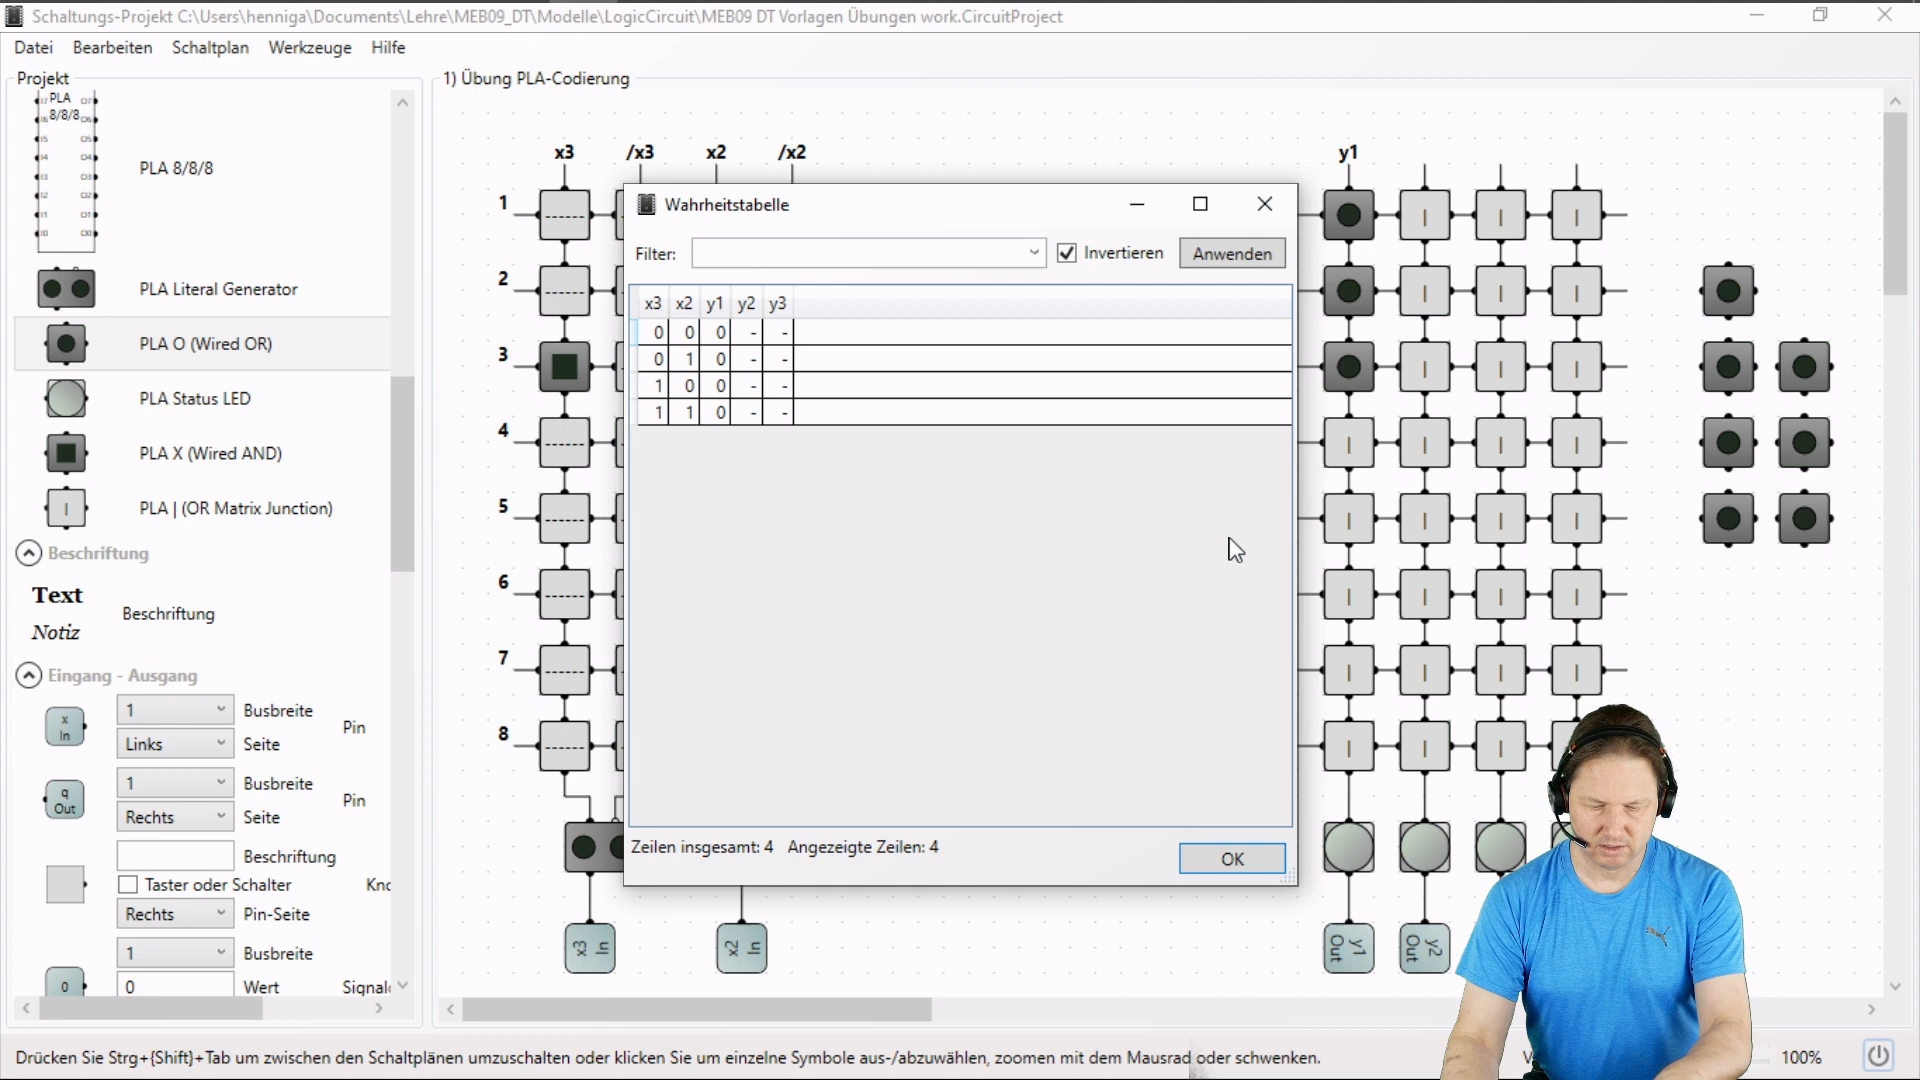 Schaltungs-Projekt C:\Users\henniga\Documents\Lehre\MEB09_DT\Modelle\LogicCircuit\MEB09 DT Vorlagen Übungen work.CircuitProject
Datei Bearbeiten Schaltplan Werkzeuge Hilfe
Projekt
PLA
8/8/8
PLA 8/8/8
PLA Literal Generator
PLA O (Wired OR)
PLA Status LED
PLA X (Wired AND)
PLA | (OR Matrix Junction)
Beschriftung
Text
Notiz
Beschriftung
Eingang - Ausgang
x
In
1
Busbreite
Pin
Links
Seite
q
Out
1
Busbreite
Pin
Rechts
Seite
Beschriftung
Taster oder Schalter
Knc
Rechts
Pin-Seite
1
Busbreite
0
0
Wert
Signal
1) Übung PLA-Codierung
x3 /x3 x2 /x2 y1
1
2
3
4
5
6
7
8
Wahrheitstabelle
Filter:
Invertieren
Anwenden
x3 x2 y1 y2 y3
0 0 0 - -
0 1 0 - -
1 0 0 - -
1 1 0 - -
Zeilen insgesamt: 4 Angezeigte Zeilen: 4
OK
x3
In
x2
In
y1
Out
y2
Out
Drücken Sie Strg+{Shift}+Tab um zwischen den Schaltplänen umzuschalten oder klicken Sie um einzelne Symbole aus-/abzuwählen, zoomen mit dem Mausrad oder schwenken.
100%